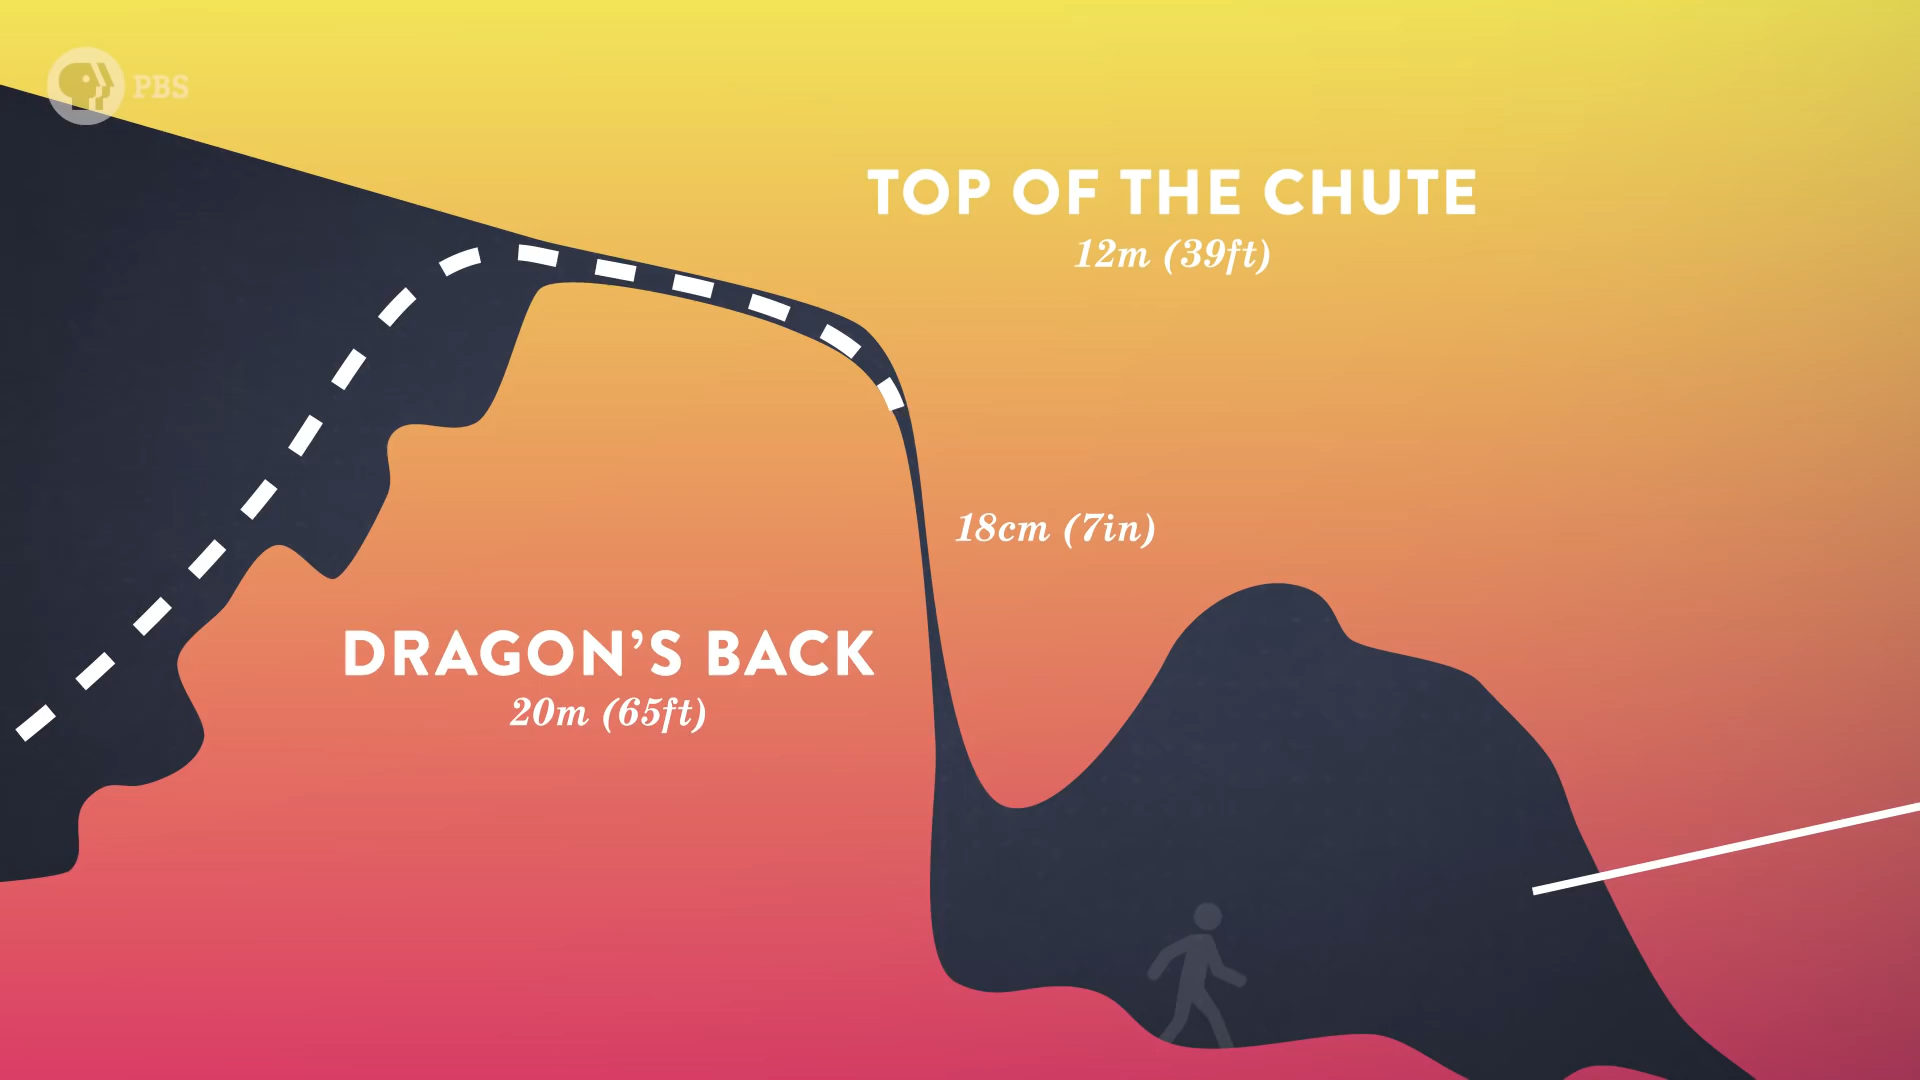 PBS
TOP OF THE CHUTE
12m (39ft)
18cm (7in)
DRAGON'S BACK
20m (65ft)